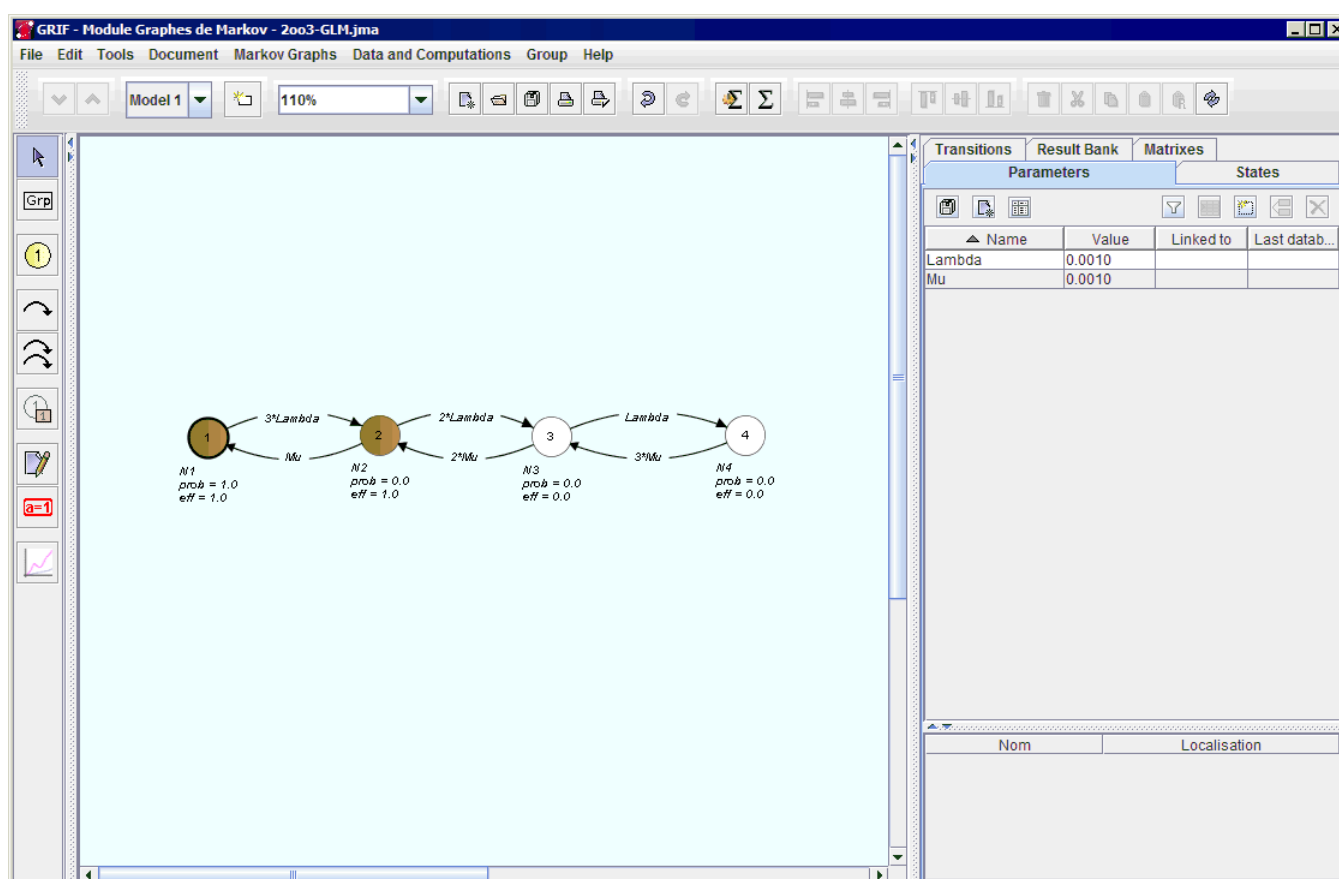 GRIF - Module Graphes de Markov - 2oo3-GLM.jma
File Edit Tools Document Markov Graphs Data and Computations Group Help
Model 1 110% Σ Σ
Transitions Result Bank Matrixes
Parameters States
Grp
Name Value Linked to Last datab...
Lambda 0.0010
Mu 0.0010
1
1 1
a=1
3*Lambda 2*Lambda Lambda
1 2 3 4
Mu 2*Mu 3*Mu
N1 N2 N3 N4
prob = 1.0 prob = 0.0 prob = 0.0 prob = 0.0
eff = 1.0 eff = 1.0 eff = 0.0 eff = 0.0
Nom Localisation